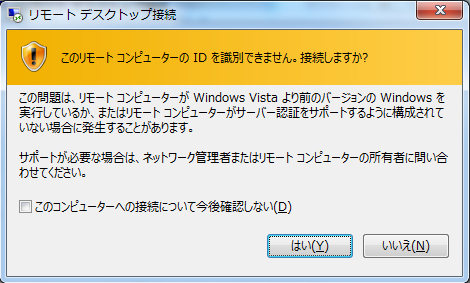 リモート デスクトップ接続
このリモート コンピューターの ID を識別できません。接続しますか?
この問題は、リモート コンピューターが Windows Vista より前のバージョンの Windows を
実行しているか、またはリモート コンピューターがサーバー認証をサポートするように構成されて
いない場合に発生することがあります。
サポートが必要な場合は、ネットワーク管理者またはリモート コンピューターの所有者に問い合
わせてください。
このコンピューターへの接続について今後確認しない(D)
はい(Y)
いいえ(N)